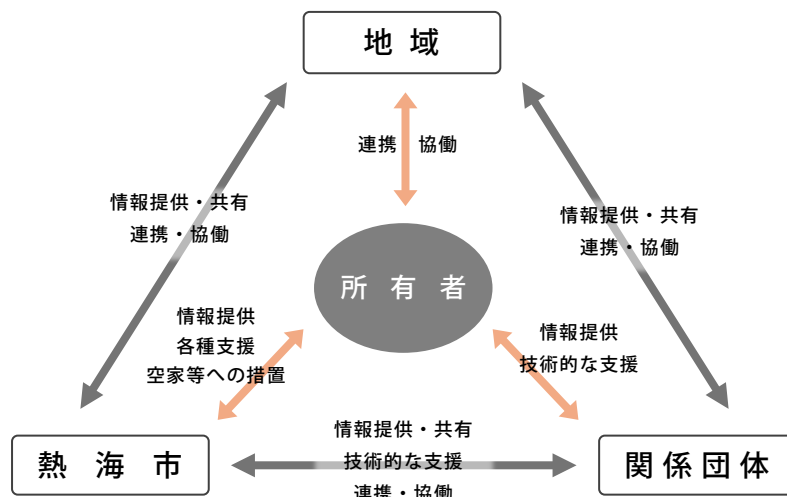 地域
連携 協働
情報提供・共有
連携・協働
情報提供・共有
連携・協働
所有者
情報提供
各種支援
空家等への措置
情報提供
技術的な支援
熱海市
情報提供・共有
技術的な支援
連携・協働
関係団体